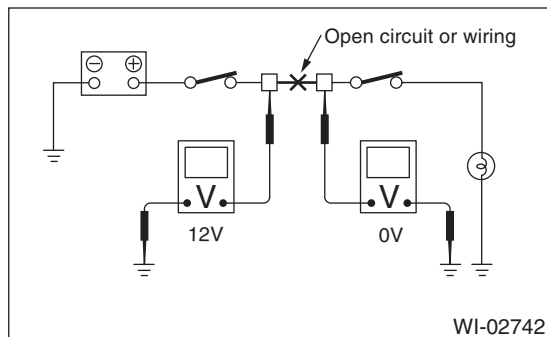 Open circuit or wiring
⊖ ⊕
V V
12V 0V
WI-02742